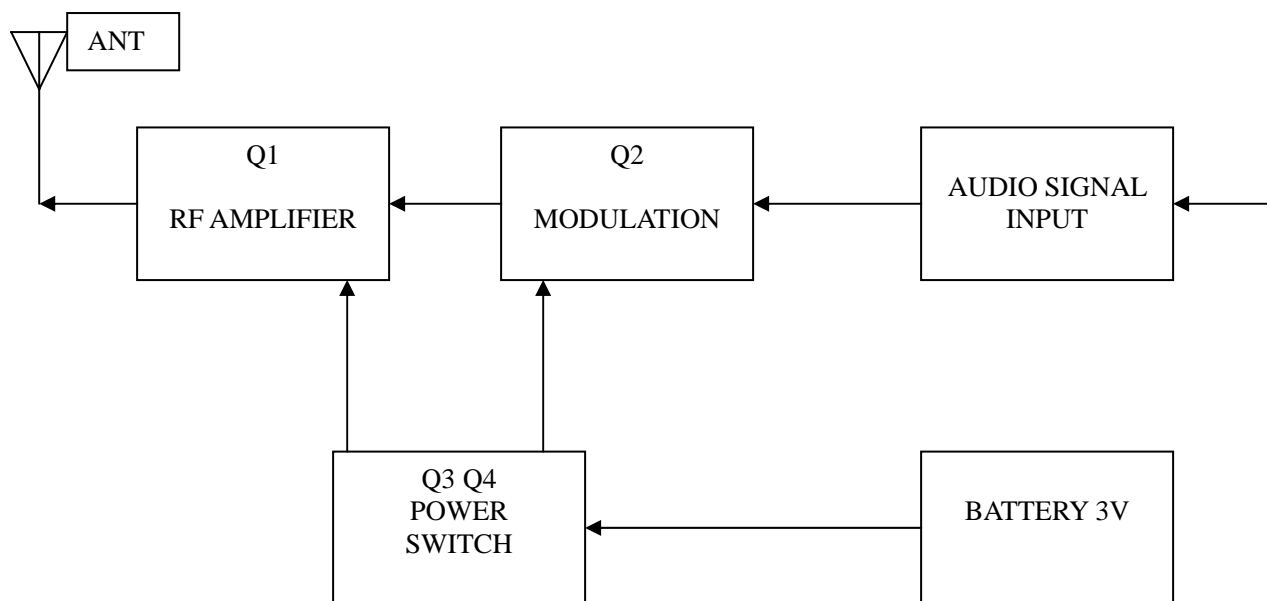 ANT
Q1
RF AMPLIFIER
Q2
MODULATION
AUDIO SIGNAL
INPUT
Q3 Q4
POWER
SWITCH
BATTERY 3V